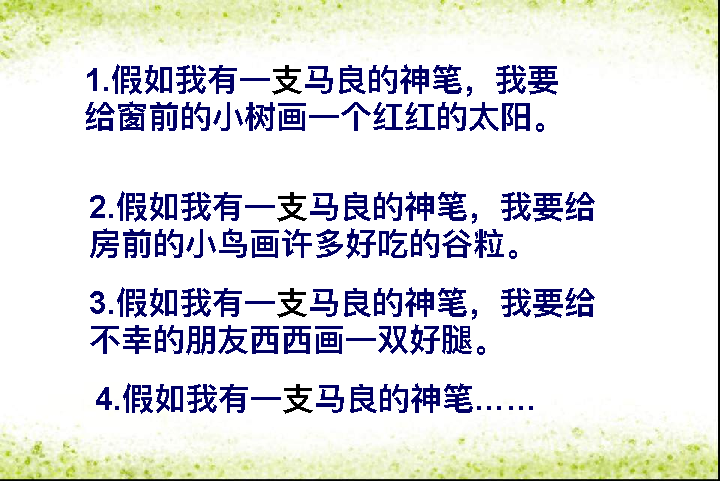 1.假如我有一支马良的神笔，我要
给窗前的小树画一个红红的太阳。
2.假如我有一支马良的神笔，我要给
房前的小鸟画许多好吃的谷粒。
3.假如我有一支马良的神笔，我要给
不幸的朋友西西画一双好腿。
4.假如我有一支马良的神笔……